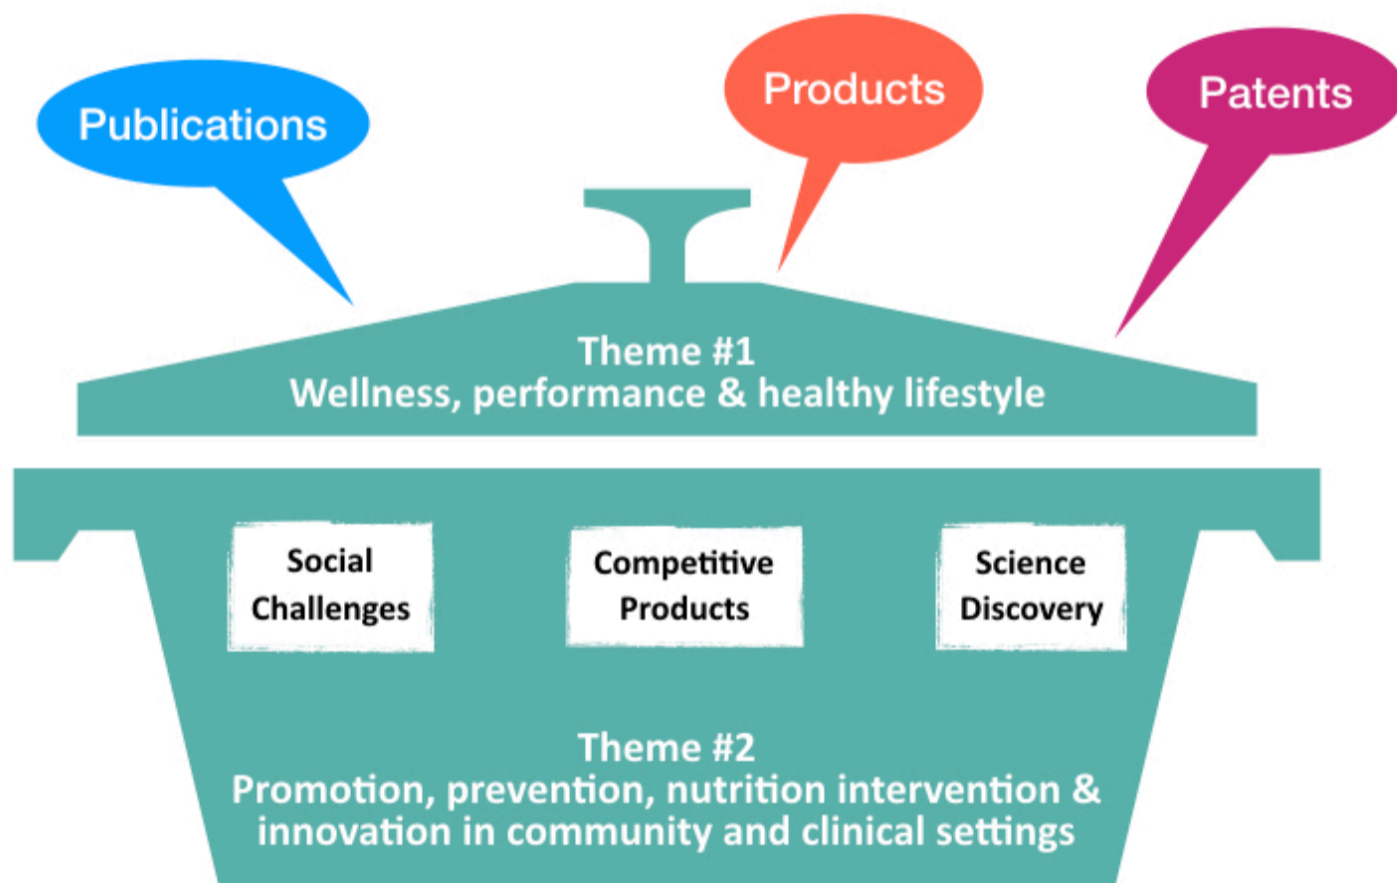 Publications
Products
Patents
Theme #1
Wellness, performance & healthy lifestyle
Social
Challenges
Competitive
Products
Science
Discovery
Theme #2
Promotion, prevention, nutrition intervention &
innovation in community and clinical settings